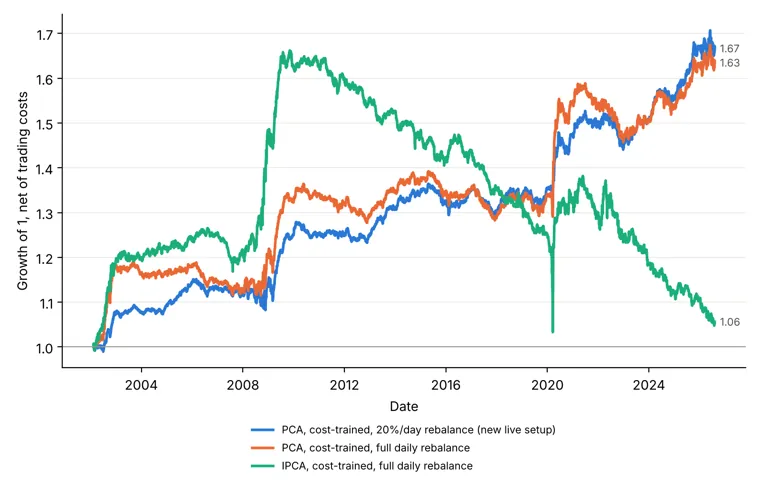 Growth of 1, net of trading costs
1.7
1.6
1.5
1.4
1.3
1.2
1.1
1.0
1.67
1.63
1.06
2004 2008 2012 2016 2020 2024
Date
PCA, cost-trained, 20%/day rebalance (new live setup)
PCA, cost-trained, full daily rebalance
IPCA, cost-trained, full daily rebalance